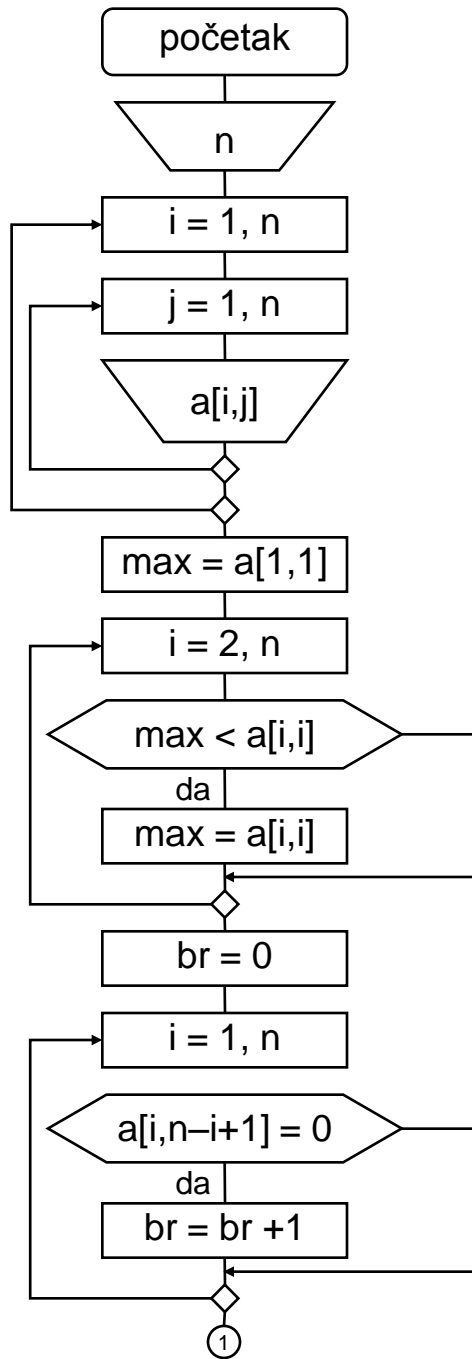 početak
n
i = 1, n
j = 1, n
a[i,j]
max = a[1,1]
i = 2, n
max < a[i,i]
da
max = a[i,i]
br = 0
i = 1, n
a[i,n–i+1] = 0
da
br = br +1
1